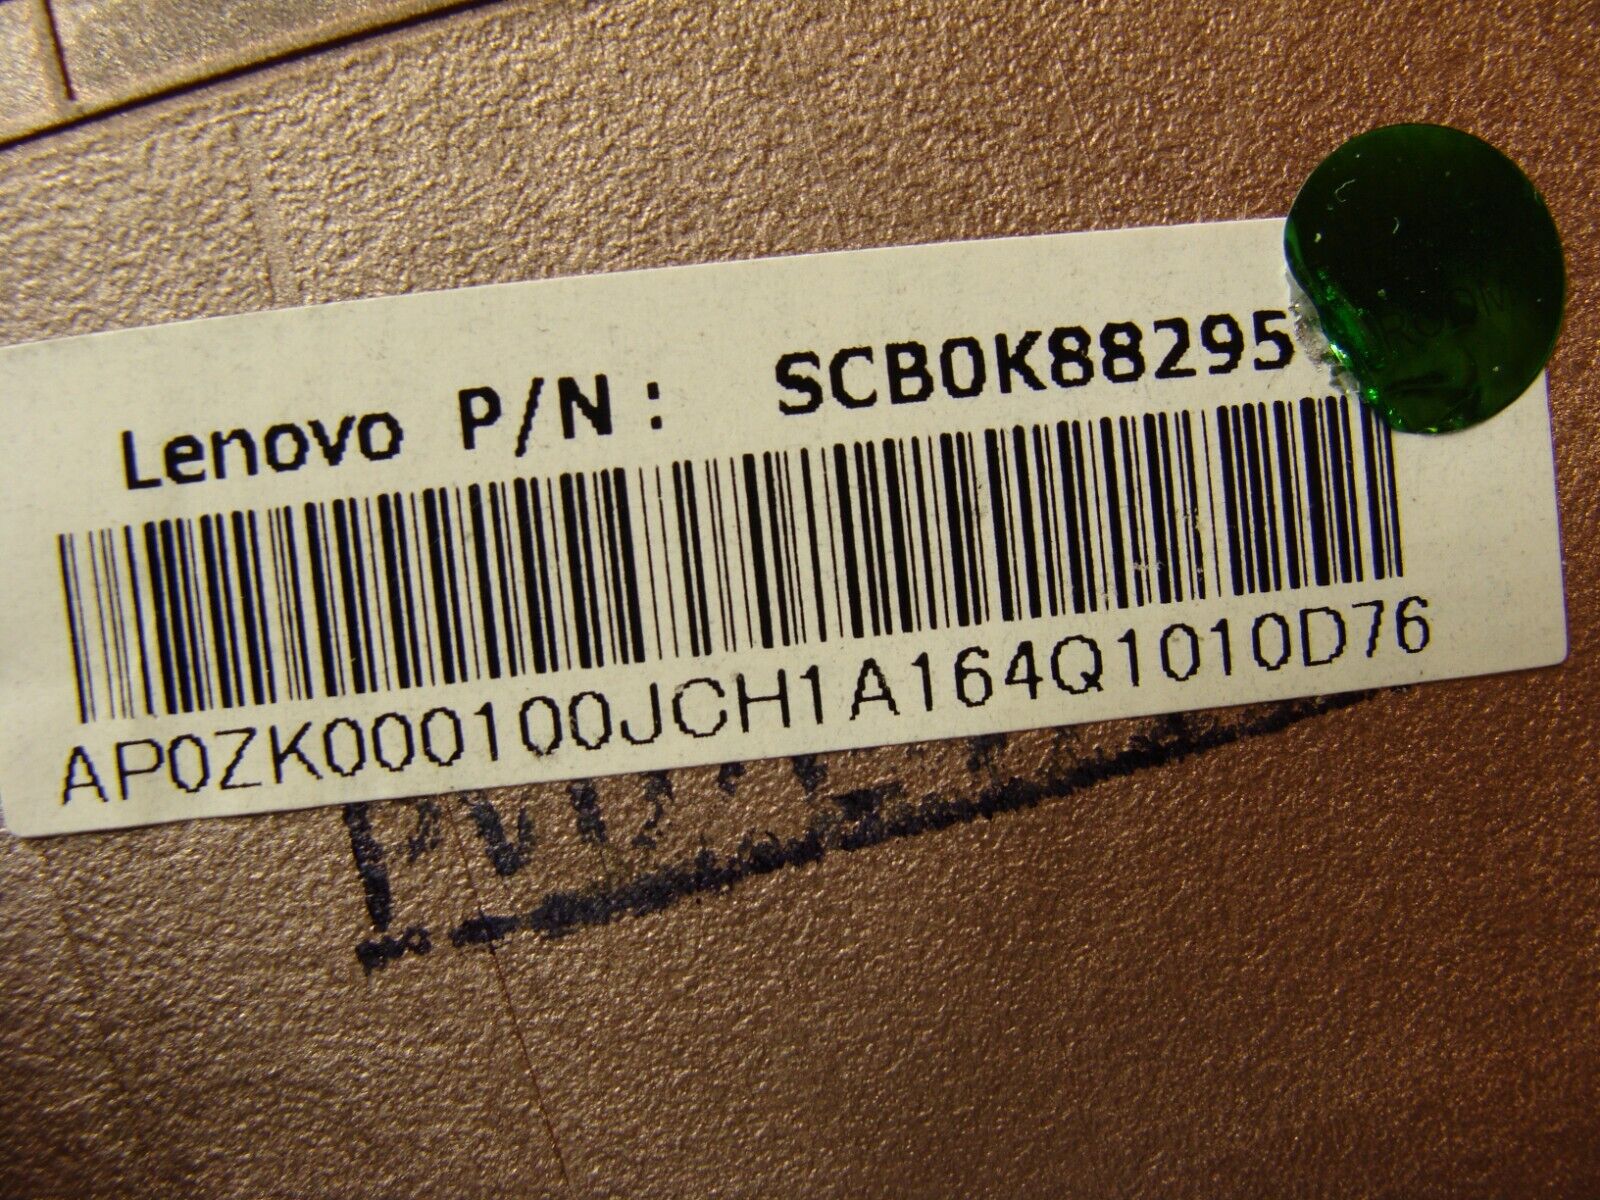 Lenovo P/N: SCB0K88295
AP0ZK000100JCH1A164Q1010D76